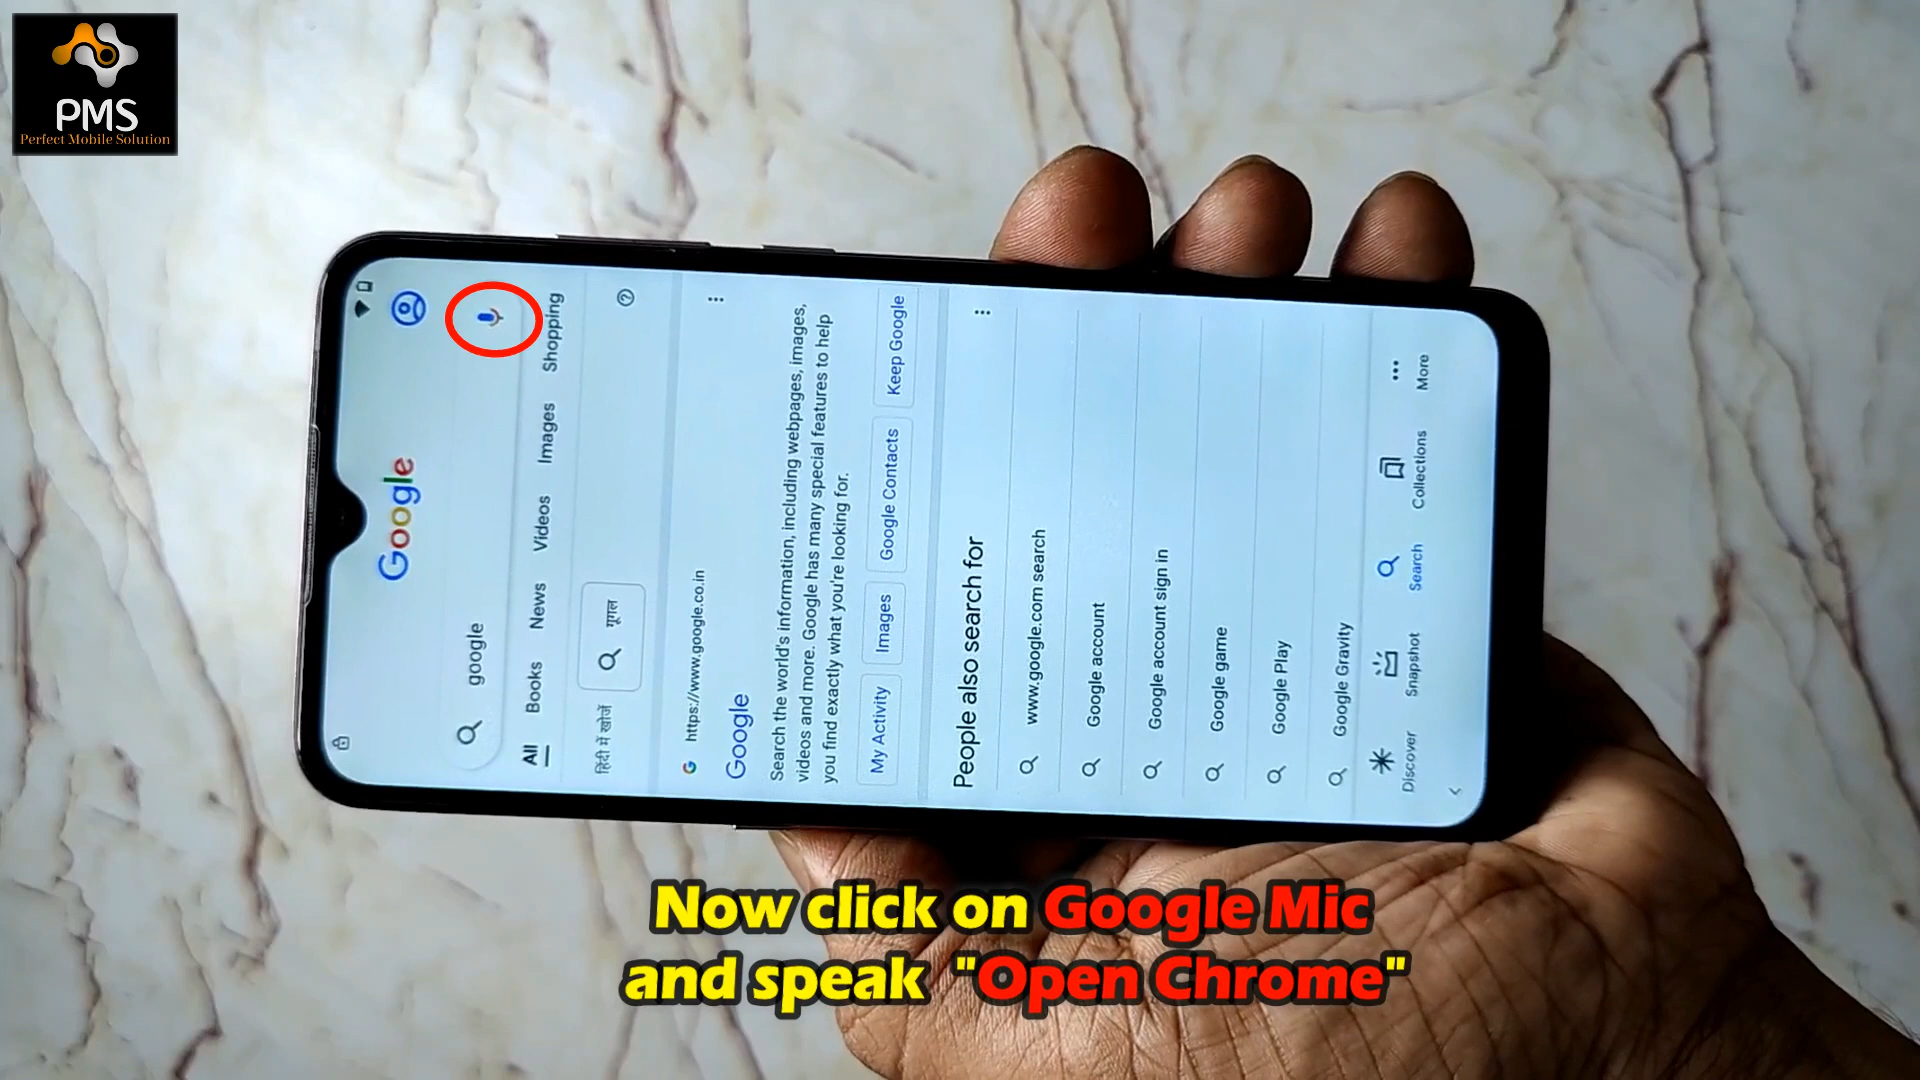 PMS
Perfect Mobile Solution
Google
google
All Books News Videos Images Shopping
हिंदी में खोजें
गूगल
https://www.google.co.in
Google
Search the world's information, including webpages, images,
videos and more. Google has many special features to help
you find exactly what you're looking for.
My Activity Images Google Contacts Keep Google
People also search for
www.google.com search
Google account
Google account sign in
Google game
Google Play
Google Gravity
Discover Snapshot Search Collections More
Now click on Google Mic
and speak "Open Chrome"